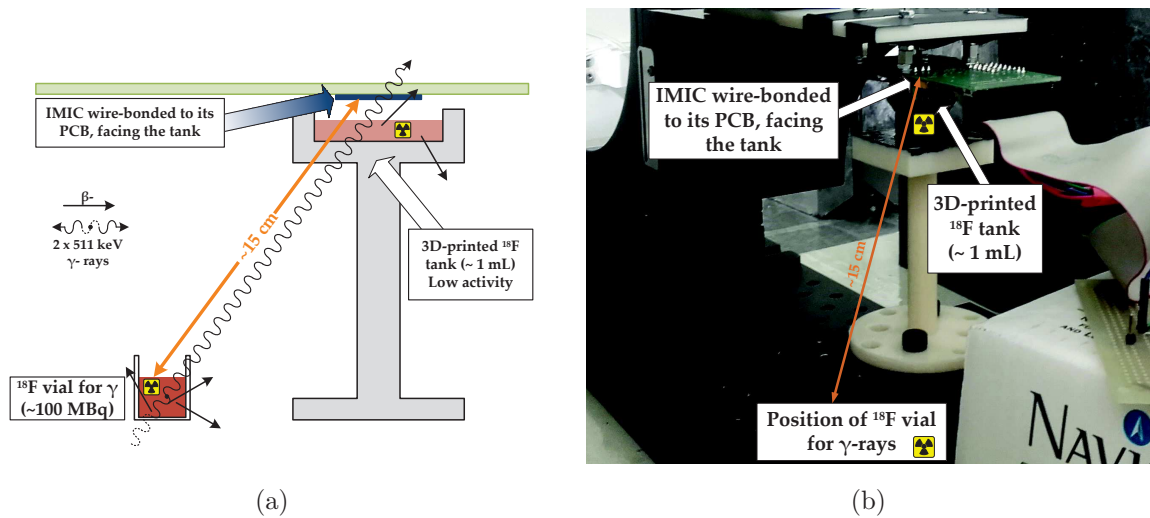 IMIC wire-bonded to its
PCB, facing the tank
β-
2 x 511 keV
γ- rays
~15 cm
3D-printed ¹⁸F
tank (~ 1 mL)
Low activity
¹⁸F vial for γ
(~100 MBq)
(a)
IMIC wire-bonded
to its PCB, facing
the tank
3D-printed
¹⁸F tank
(~ 1 mL)
~15 cm
Position of ¹⁸F vial
for γ-rays
NAVI
(b)